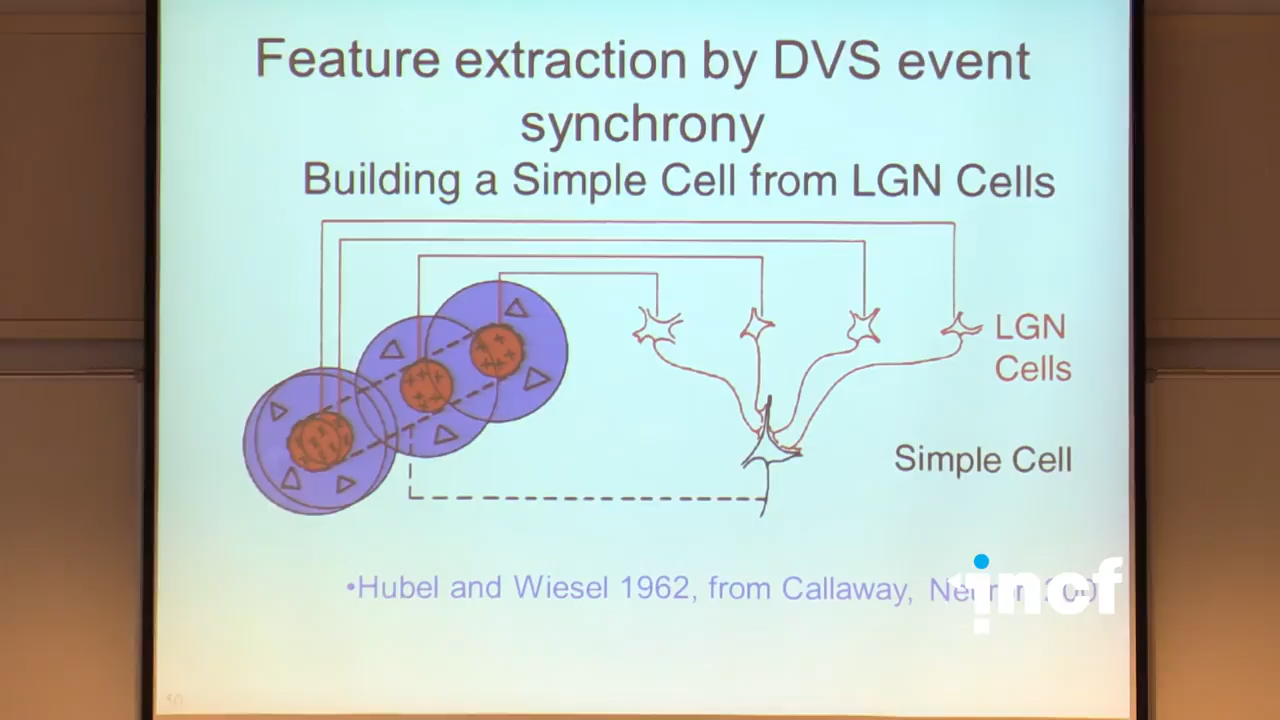 Feature extraction by DVS event
synchrony
Building a Simple Cell from LGN Cells
LGN
Cells
Simple Cell
•Hubel and Wiesel 1962, from Callaway,
incf